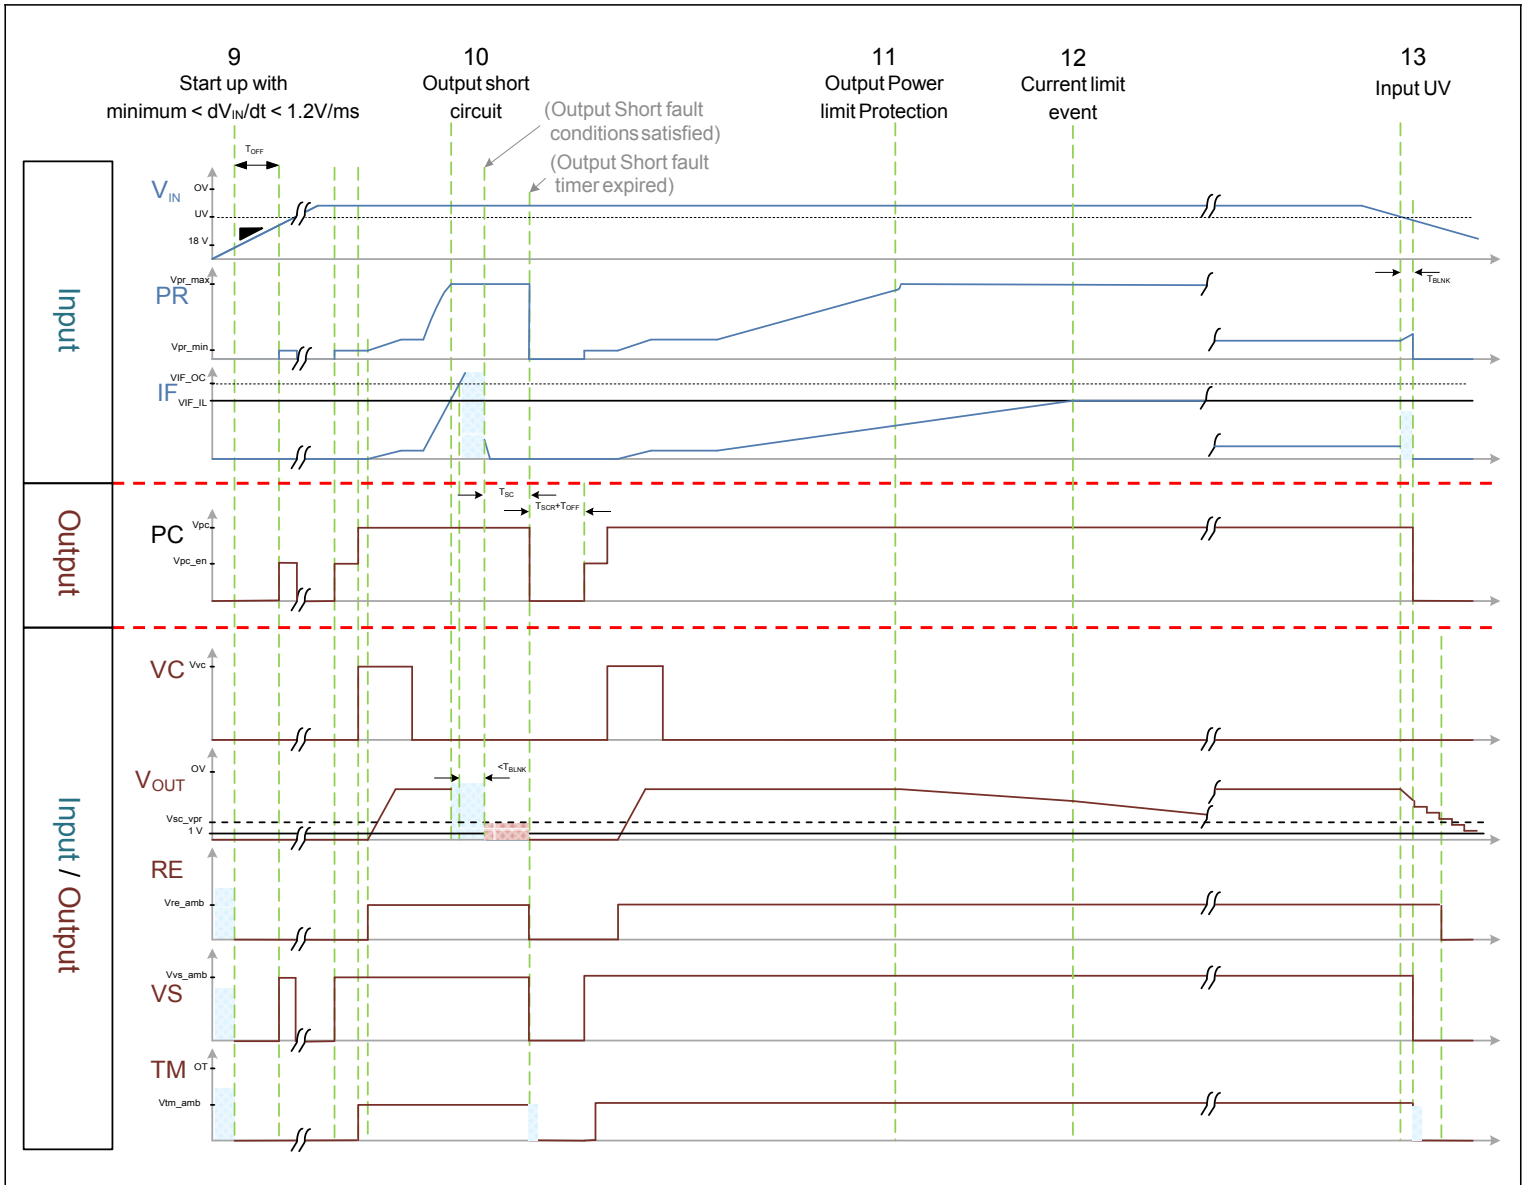 9
Start up with
minimum < dVIN/dt < 1.2V/ms
10
Output short
circuit
(Output Short fault
conditions satisfied)
(Output Short fault
timer expired)
11
Output Power
limit Protection
12
Current limit
event
13
Input UV
TOFF
Input
VIN
OV
UV
18 V
PR
Vpr_max
Vpr_min
TBLNK
IF
VIF_OC
VIF_IL
Output
TSC
TSCR+TOFF
PC
Vpc
Vpc_en
Input / Output
VC
Vvc
VOUT
OV
<TBLNK
Vsc_vpr
1 V
RE
Vre_amb
VS
Vvs_amb
TM
OT
Vtm_amb